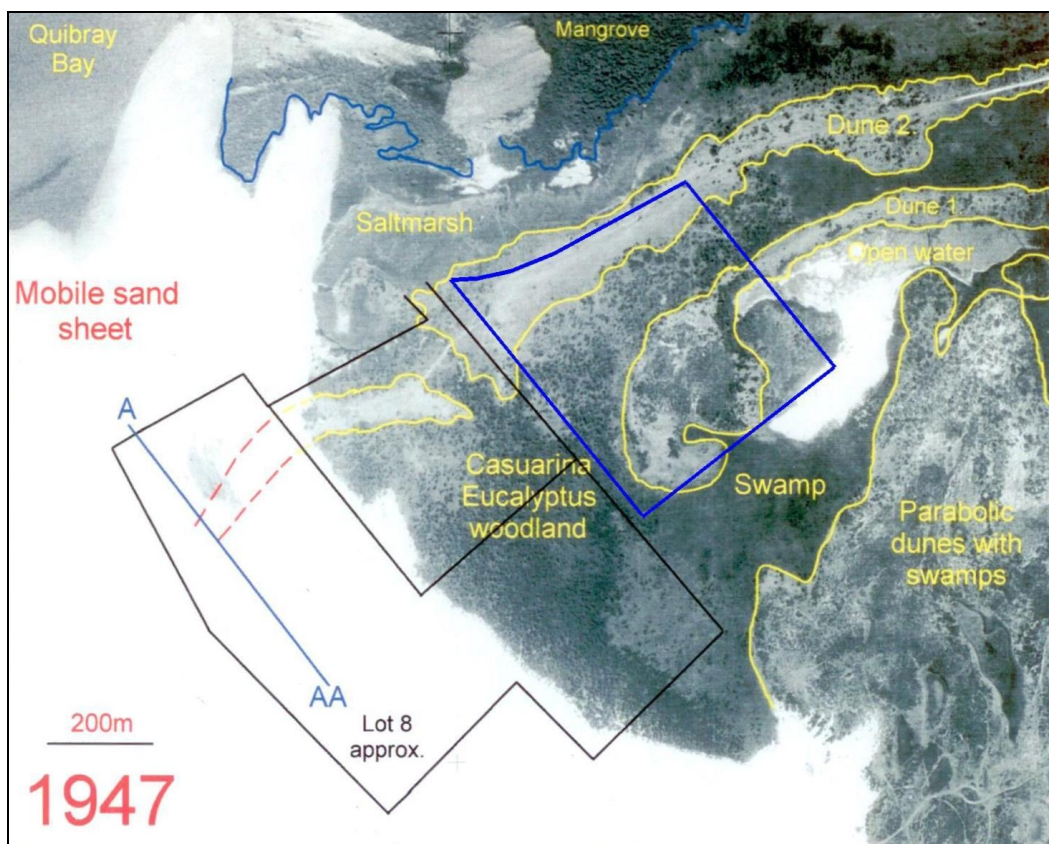 Quibray
Bay
Mangrove
Dune 2.
Saltmarsh
Dune 1
Open water
Mobile sand
sheet
A
Casuarina
Eucalyptus
woodland
Swamp
Parabolic
dunes with
swamps
AA
200m
Lot 8
approx.
1947